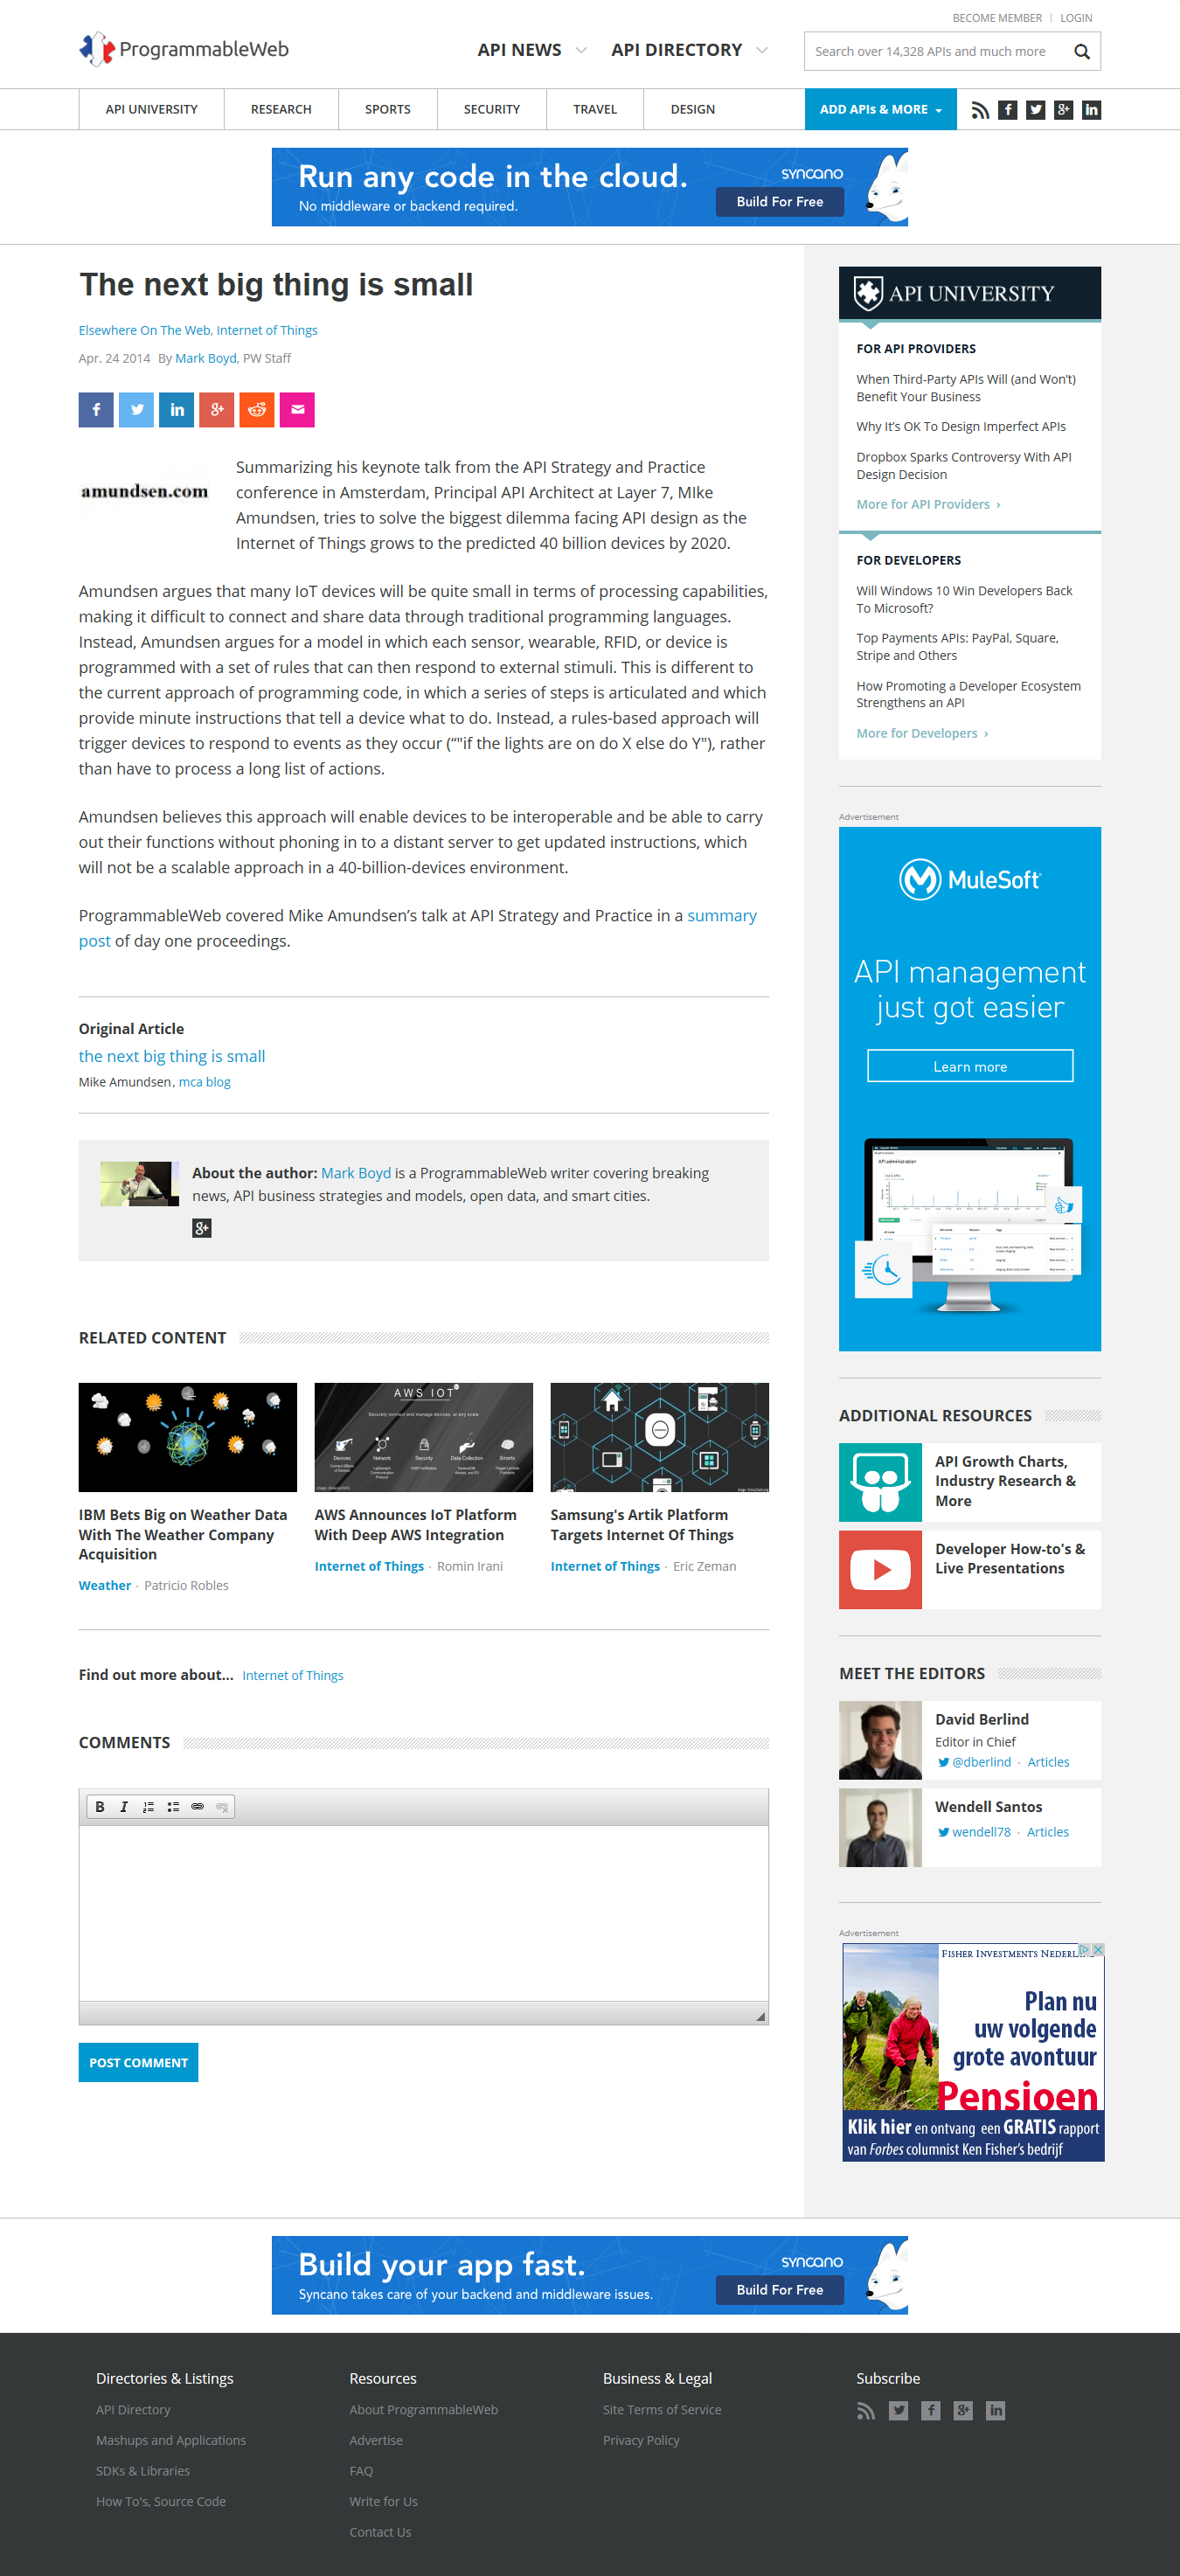 BECOME MEMBER | LOGIN
ProgrammableWeb
API NEWS
API DIRECTORY
Search over 14,328 APIs and much more
API UNIVERSITY
RESEARCH
SPORTS
SECURITY
TRAVEL
DESIGN
ADD APIs & MORE
Run any code in the cloud.
No middleware or backend required.
syncano
Build For Free
The next big thing is small
Elsewhere On The Web, Internet of Things
Apr. 24 2014 By Mark Boyd, PW Staff
amundsen.com
Summarizing his keynote talk from the API Strategy and Practice
conference in Amsterdam, Principal API Architect at Layer 7, MIke
Amundsen, tries to solve the biggest dilemma facing API design as the
Internet of Things grows to the predicted 40 billion devices by 2020.
Amundsen argues that many IoT devices will be quite small in terms of processing capabilities,
making it difficult to connect and share data through traditional programming languages.
Instead, Amundsen argues for a model in which each sensor, wearable, RFID, or device is
programmed with a set of rules that can then respond to external stimuli. This is different to
the current approach of programming code, in which a series of steps is articulated and which
provide minute instructions that tell a device what to do. Instead, a rules-based approach will
trigger devices to respond to events as they occur (“"if the lights are on do X else do Y"), rather
than have to process a long list of actions.
Amundsen believes this approach will enable devices to be interoperable and be able to carry
out their functions without phoning in to a distant server to get updated instructions, which
will not be a scalable approach in a 40-billion-devices environment.
ProgrammableWeb covered Mike Amundsen’s talk at API Strategy and Practice in a summary
post of day one proceedings.
Original Article
the next big thing is small
Mike Amundsen, mca blog
About the author: Mark Boyd is a ProgrammableWeb writer covering breaking
news, API business strategies and models, open data, and smart cities.
RELATED CONTENT
AWS IOT
Securely connect and manage devices, at any scale
Devices
Network
Security
Data Collection
Smarts
IBM Bets Big on Weather Data
With The Weather Company
Acquisition
Weather · Patricio Robles
AWS Announces IoT Platform
With Deep AWS Integration
Internet of Things · Romin Irani
Samsung's Artik Platform
Targets Internet Of Things
Internet of Things · Eric Zeman
Find out more about... Internet of Things
COMMENTS
B I
POST COMMENT
API UNIVERSITY
FOR API PROVIDERS
When Third-Party APIs Will (and Won’t)
Benefit Your Business
Why It’s OK To Design Imperfect APIs
Dropbox Sparks Controversy With API
Design Decision
More for API Providers ›
FOR DEVELOPERS
Will Windows 10 Win Developers Back
To Microsoft?
Top Payments APIs: PayPal, Square,
Stripe and Others
How Promoting a Developer Ecosystem
Strengthens an API
More for Developers ›
Advertisement
MuleSoft
API management
just got easier
Learn more
API administration
ADDITIONAL RESOURCES
API Growth Charts,
Industry Research &
More
Developer How-to's &
Live Presentations
MEET THE EDITORS
David Berlind
Editor in Chief
@dberlind · Articles
Wendell Santos
wendell78 · Articles
Advertisement
FISHER INVESTMENTS
Plan nu
uw volgende
grote avontuur
Pensioen
Klik hier en ontvang een GRATIS rapport
van Forbes columnist Ken Fisher's bedrijf
Build your app fast.
Syncano takes care of your backend and middleware issues.
syncano
Build For Free
Directories & Listings
API Directory
Mashups and Applications
SDKs & Libraries
How To's, Source Code
Resources
About ProgrammableWeb
Advertise
FAQ
Write for Us
Contact Us
Business & Legal
Site Terms of Service
Privacy Policy
Subscribe